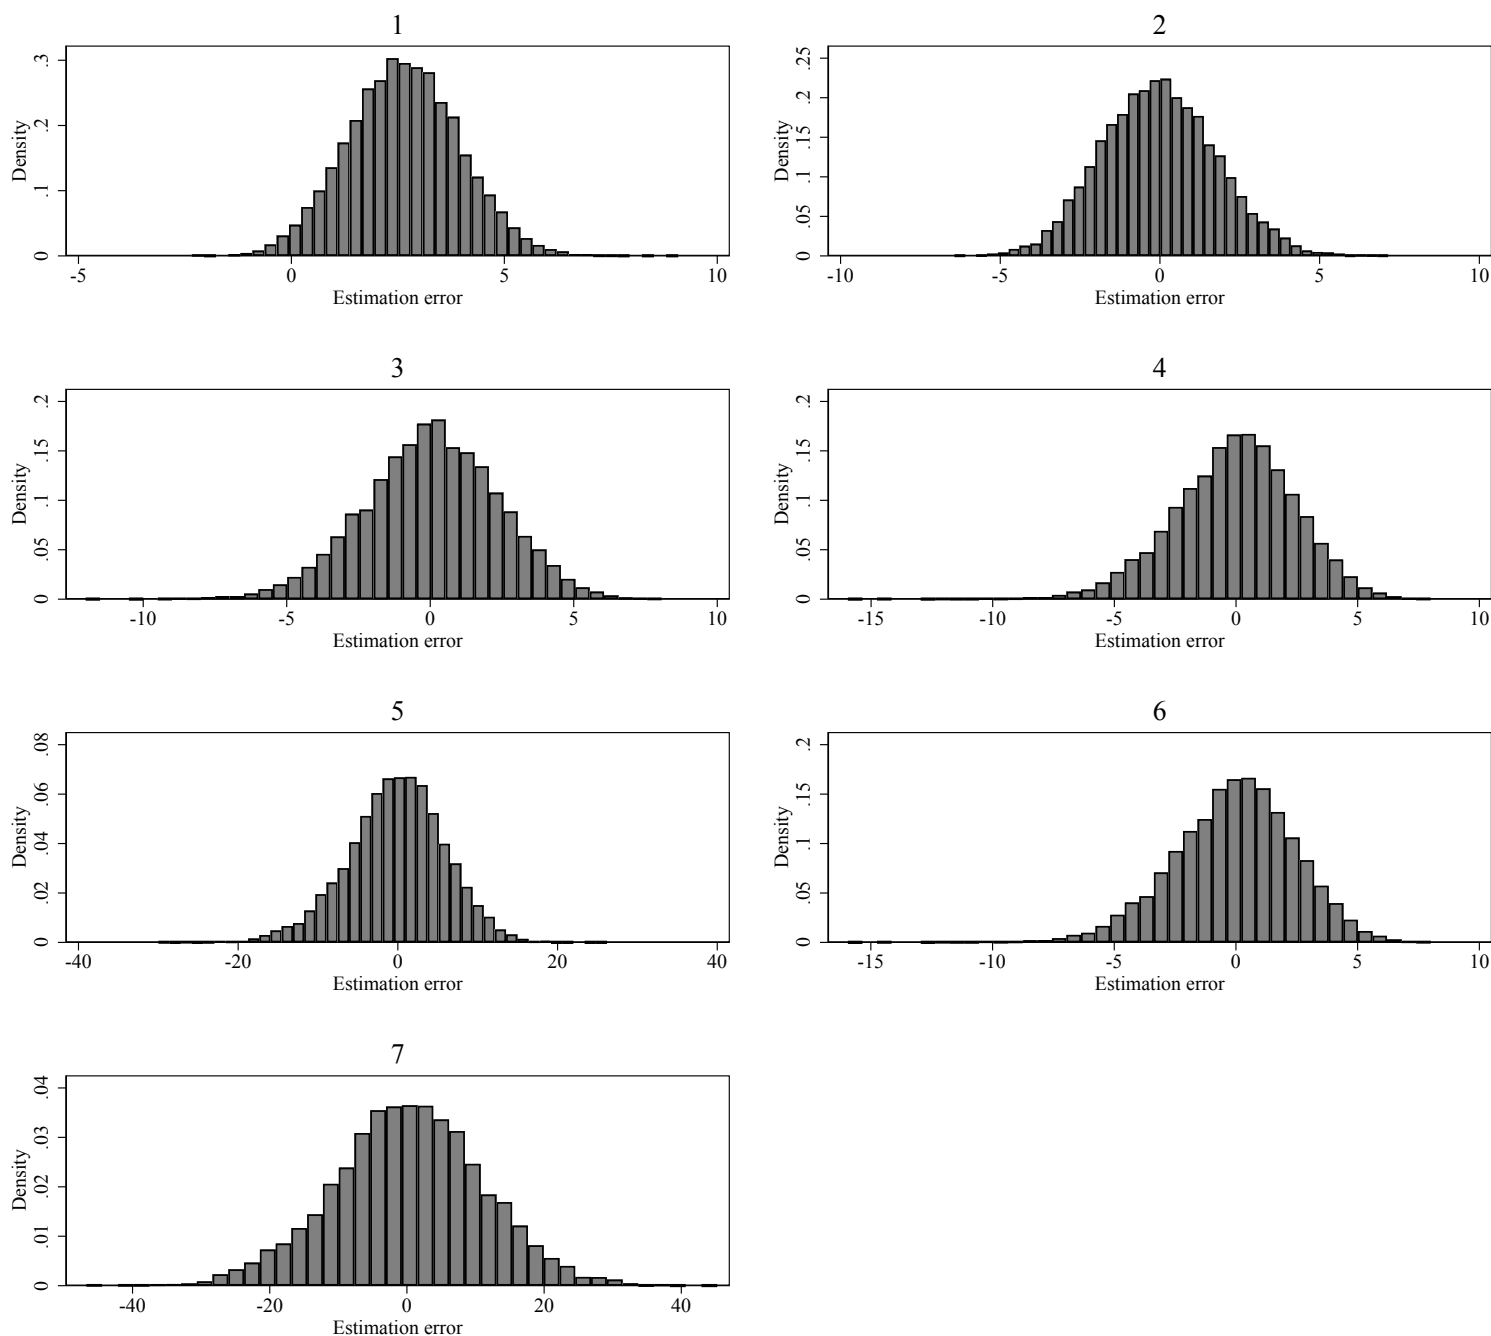 1
Density
0 .1 .2 .3
-5 0 5 10
Estimation error
2
Density
0 .05 .1 .15 .2 .25
-10 -5 0 5 10
Estimation error
3
Density
0 .05 .1 .15 .2
-10 -5 0 5 10
Estimation error
4
Density
0 .05 .1 .15 .2
-15 -10 -5 0 5 10
Estimation error
5
Density
0 .02 .04 .06 .08
-40 -20 0 20 40
Estimation error
6
Density
0 .05 .1 .15 .2
-15 -10 -5 0 5 10
Estimation error
7
Density
0 .01 .02 .03 .04
-40 -20 0 20 40
Estimation error